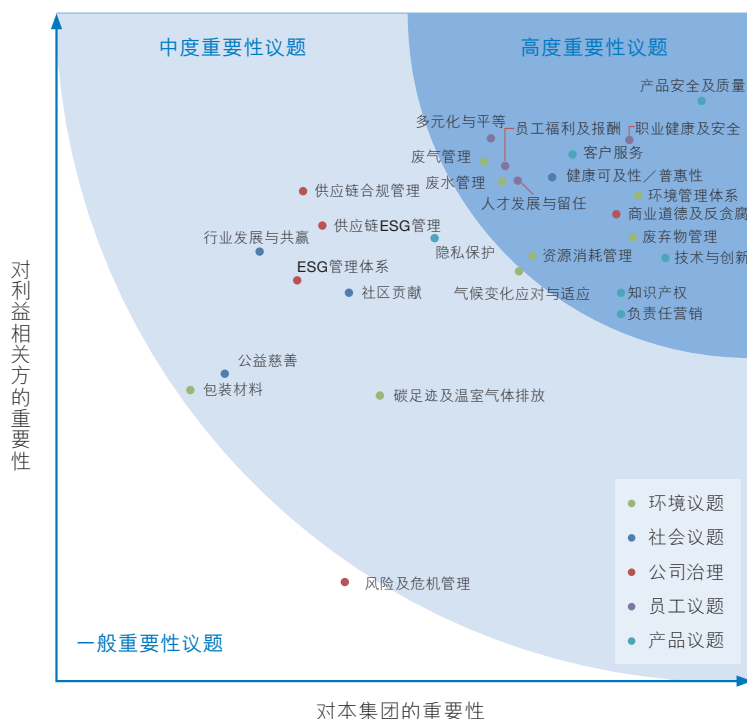 中度重要性议题
高度重要性议题
产品安全及质量
多元化与平等
员工福利及报酬
职业健康及安全
废气管理
客户服务
废水管理
健康可及性／普惠性
供应链合规管理
人才发展与留任
环境管理体系
商业道德及反贪腐
供应链ESG管理
行业发展与共赢
隐私保护
废弃物管理
资源消耗管理
技术与创新
ESG管理体系
社区贡献
气候变化应对与适应
知识产权
负责任营销
公益慈善
包装材料
碳足迹及温室气体排放
风险及危机管理
一般重要性议题
环境议题
社会议题
公司治理
员工议题
产品议题
对利益相关方的重要性
对本集团的重要性